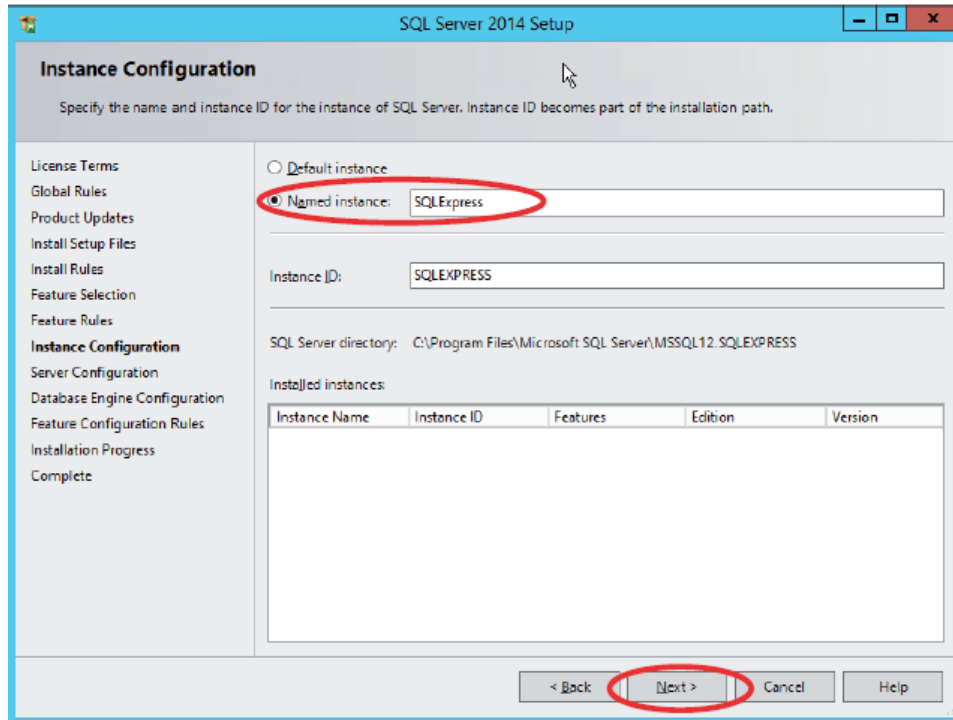 SQL Server 2014 Setup
Instance Configuration
Specify the name and instance ID for the instance of SQL Server. Instance ID becomes part of the installation path.
License Terms
Global Rules
Product Updates
Install Setup Files
Install Rules
Feature Selection
Feature Rules
Instance Configuration
Server Configuration
Database Engine Configuration
Feature Configuration Rules
Installation Progress
Complete
Default instance
Named instance: SQLExpress
Instance ID: SQLEXPRESS
SQL Server directory: C:\Program Files\Microsoft SQL Server\MSSQL12.SQLEXPRESS
Installed instances:
Instance Name Instance ID Features Edition Version
< Back Next > Cancel Help